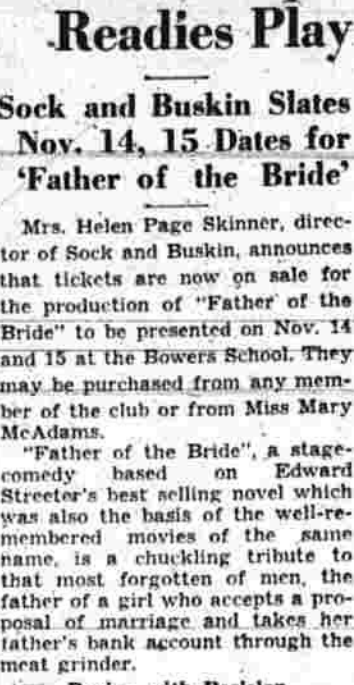 Readies Play
Sock and Buskin Slates
Nov. 14, 15 Dates for
'Father of the Bride'
Mrs. Helen Page Skinner, direc-
tor of Sock and Buskin, announces
that tickets are now on sale for
the production of "Father of the
Bride" to be presented on Nov. 14
and 15 at the Bowers School. They
may be purchased from any mem-
ber of the club or from Miss Mary
McAdams.
"Father of the Bride", a stage-
comedy based on Edward
Streeter's best selling novel which
was also the basis of the well-re-
membered movies of the same
name, is a chuckling tribute to
that most forgotten of men, the
father of a girl who accepts a pro-
posal of marriage and takes her
father's bank account through the
meat grinder.